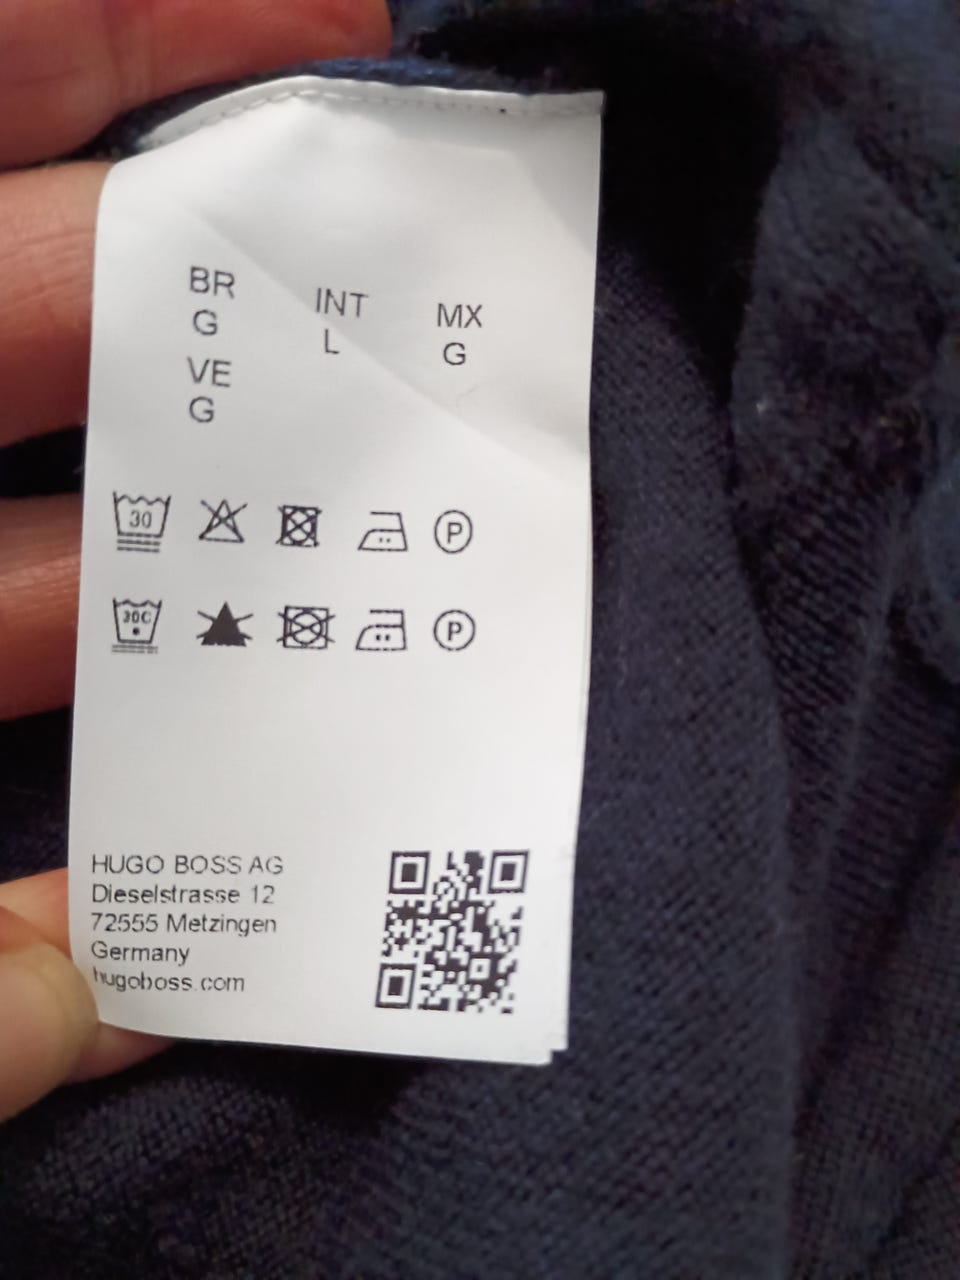 BR INT MX
G L G
VE
G
30 P
30C P
HUGO BOSS AG
Dieselstrasse 12
72555 Metzingen
Germany
hugoboss.com